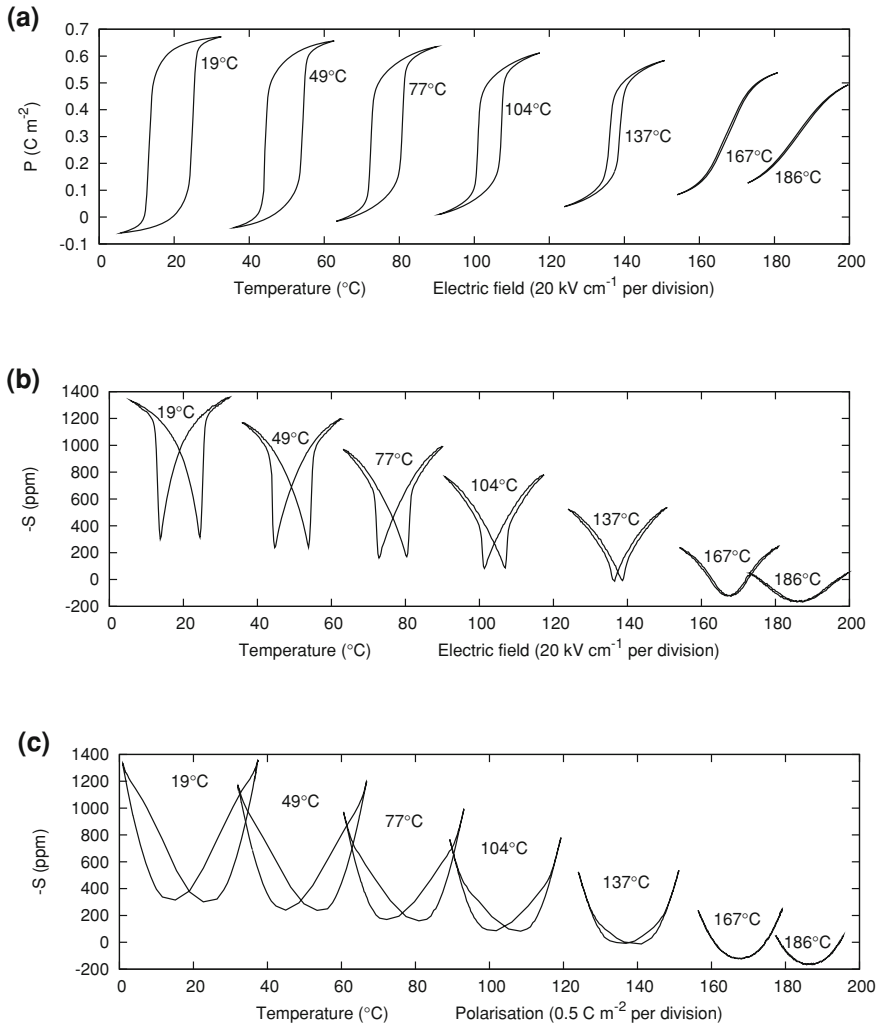 (a)
0.7
0.6
0.5
0.4
0.3
0.2
0.1
0
-0.1
P (C m-2)
19°C
49°C
77°C
104°C
137°C
167°C
186°C
0 20 40 60 80 100 120 140 160 180 200
Temperature (°C) Electric field (20 kV cm-1 per division)
(b)
1400
1200
1000
800
600
400
200
0
-200
-S (ppm)
19°C
49°C
77°C
104°C
137°C
167°C
186°C
0 20 40 60 80 100 120 140 160 180 200
Temperature (°C) Electric field (20 kV cm-1 per division)
(c)
1400
1200
1000
800
600
400
200
0
-200
-S (ppm)
19°C
49°C
77°C
104°C
137°C
167°C
186°C
0 20 40 60 80 100 120 140 160 180 200
Temperature (°C) Polarisation (0.5 C m-2 per division)